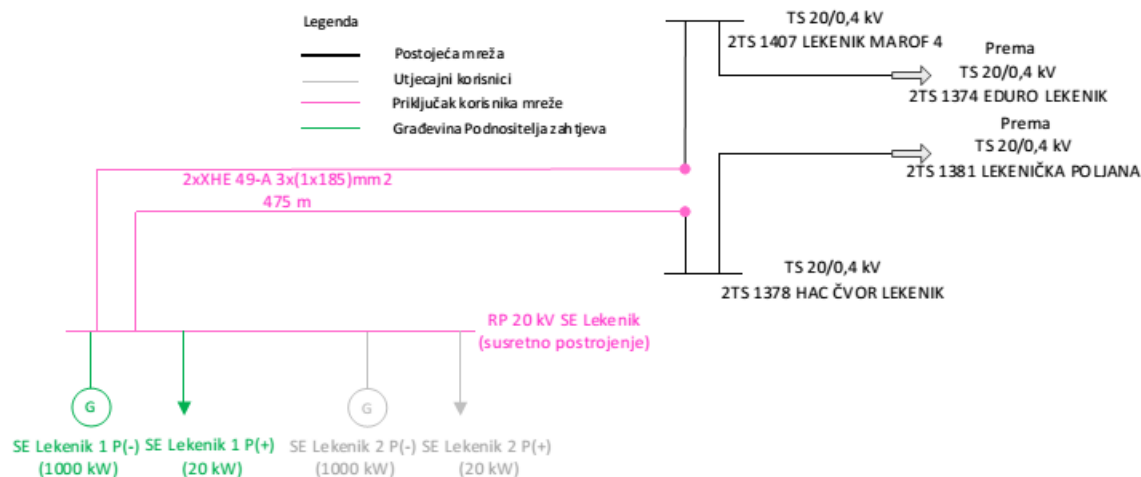 Legenda
Postojeća mreža
Utjecajni korisnici
Priključak korisnika mreže
Građevina Podnositelja zahtjeva
TS 20/0,4 kV
2TS 1407 LEKENIK MAROF 4
Prema
TS 20/0,4 kV
2TS 1374 EDURO LEKENIK
Prema
TS 20/0,4 kV
2TS 1381 LEKENIČKA POLJANA
2xXHE 49-A 3x(1x185)mm2
475 m
TS 20/0,4 kV
2TS 1378 HAC ČVOR LEKENIK
RP 20 kV SE Lekenik
(susretno postrojenje)
G
G
SE Lekenik 1 P(-)
(1000 kW)
SE Lekenik 1 P(+)
(20 kW)
SE Lekenik 2 P(-)
(1000 kW)
SE Lekenik 2 P(+)
(20 kW)